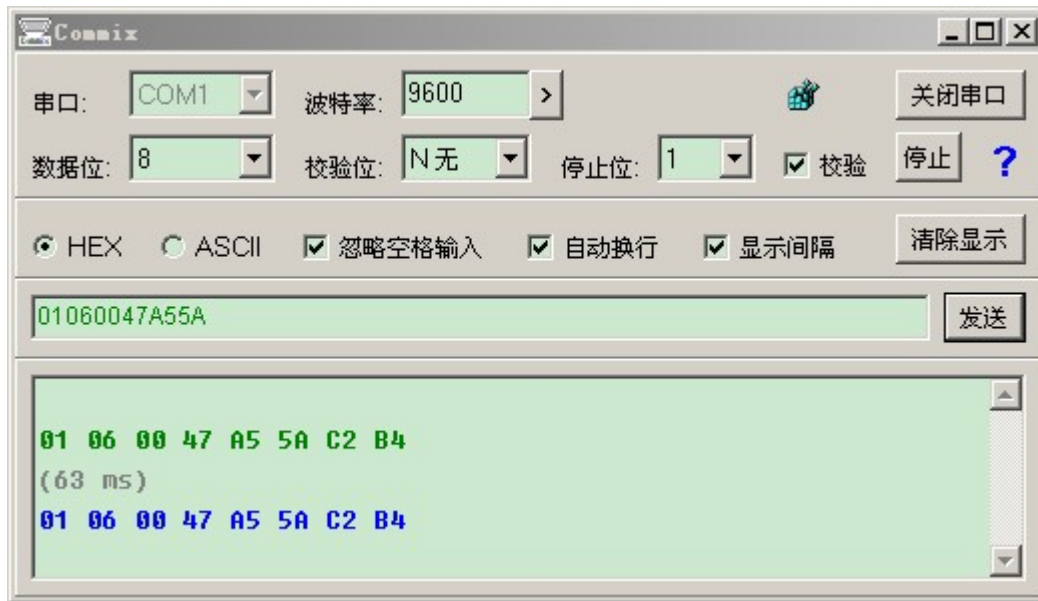 Commix
串口: COM1 波特率: 9600 > 关闭串口
数据位: 8 校验位: N 无 停止位: 1 校验 停止 ?
HEX ASCII 忽略空格输入 自动换行 显示间隔 清除显示
01060047A55A 发送
01 06 00 47 A5 5A C2 B4
(63 ms)
01 06 00 47 A5 5A C2 B4